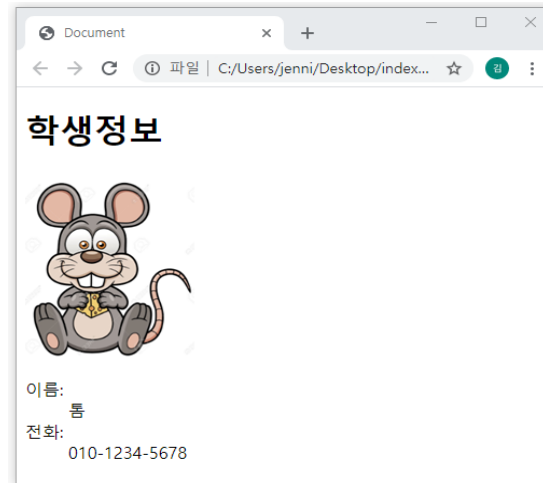 Document
파일 | C:/Users/jenni/Desktop/index...
김
학생정보
이름:
톰
전화:
010-1234-5678